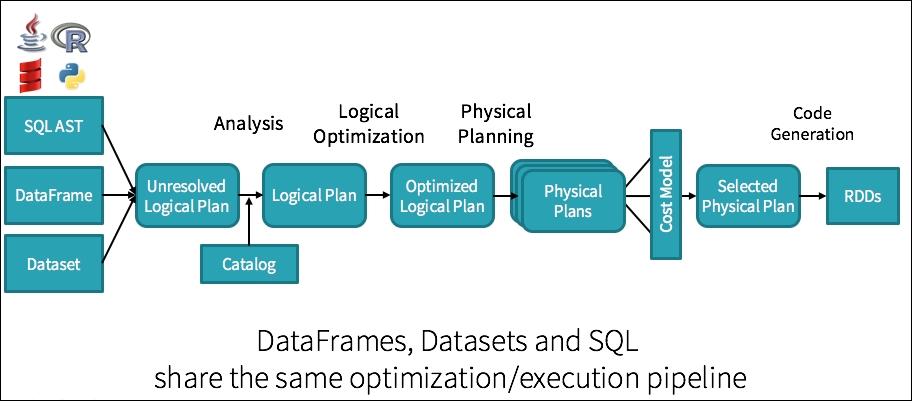 SQL AST
DataFrame
Dataset
Analysis
Logical
Optimization
Physical
Planning
Code
Generation
Unresolved
Logical Plan
Catalog
Logical Plan
Optimized
Logical Plan
Physical
Plans
Cost Model
Selected
Physical Plan
RDDs
DataFrames, Datasets and SQL
share the same optimization/execution pipeline